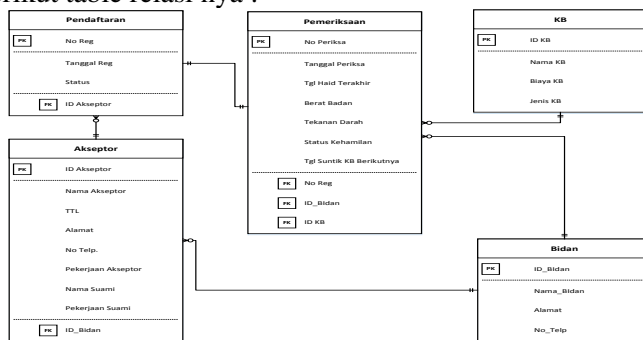 rikut table relasi nya :
Pendaftaran
PK No Reg
Tanggal Reg
Status
FK ID Akseptor
Pemeriksaan
PK No Periksa
Tanggal Periksa
Tgl Haid Terakhir
Berat Badan
Tekanan Darah
Status Kehamilan
Tgl Suntik KB Berikutnya
FK No Reg
FK ID_Bidan
FK ID KB
KB
PK ID KB
Nama KB
Biaya KB
Jenis KB
Akseptor
PK ID Akseptor
Nama Akseptor
TTL
Alamat
No Telp.
Pekerjaan Akseptor
Nama Suami
Pekerjaan Suami
FK ID_Bidan
Bidan
PK ID_Bidan
Nama_Bidan
Alamat
No_Telp